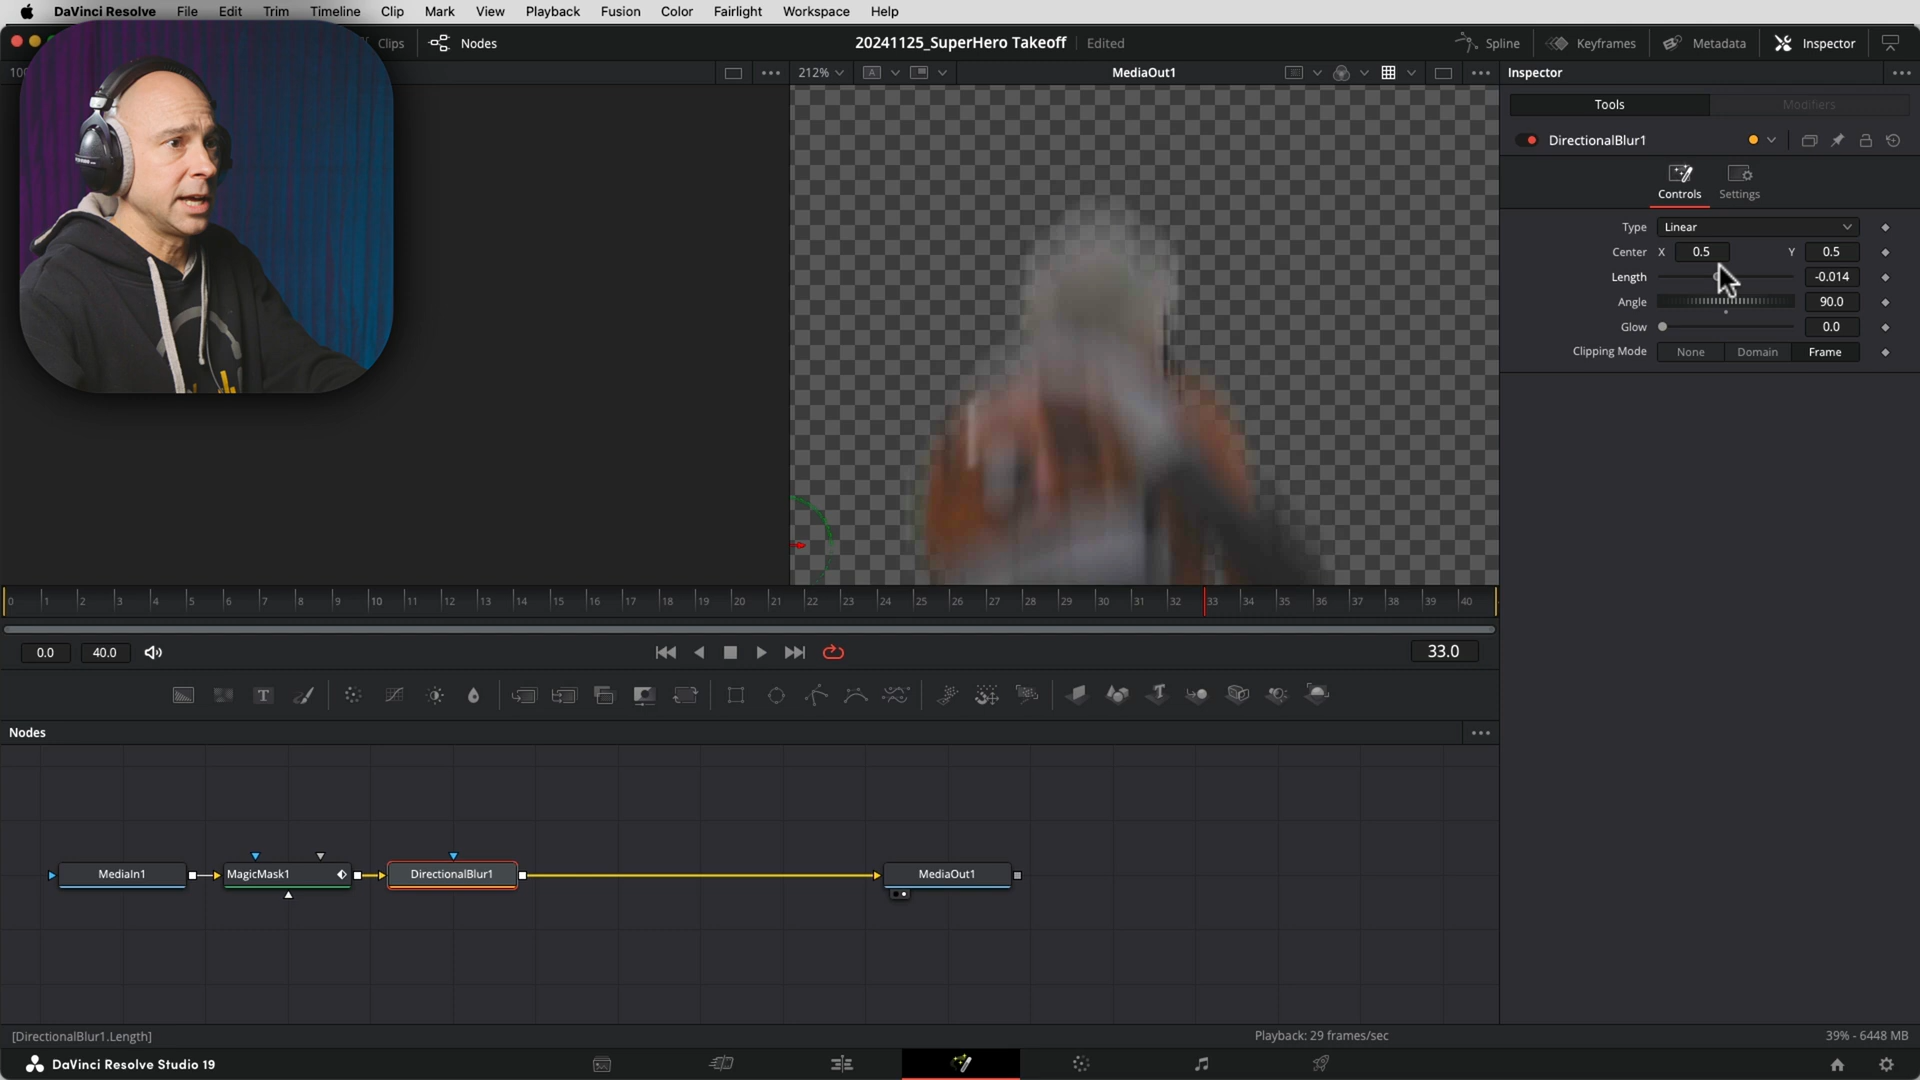 DaVinci Resolve File Edit Trim Timeline Clip Mark View Playback Fusion Color Fairlight Workspace Help
Clips Nodes 20241125_SuperHero Takeoff Edited Spline Keyframes Metadata Inspector
212% A MediaOut1 Inspector
Tools Modifiers
DirectionalBlur1
Controls Settings
Type Linear
Center X 0.5 Y 0.5
Length -0.014
Angle 90.0
Glow 0.0
Clipping Mode None Domain Frame
0 1 2 3 4 5 6 7 8 9 10 11 12 13 14 15 16 17 18 19 20 21 22 23 24 25 26 27 28 29 30 31 32 33 34 35 36 37 38 39 40
0.0 40.0 33.0
T T
Nodes
MediaIn1 MagicMask1 DirectionalBlur1 MediaOut1
[DirectionalBlur1.Length] Playback: 29 frames/sec 39% - 6448 MB
DaVinci Resolve Studio 19